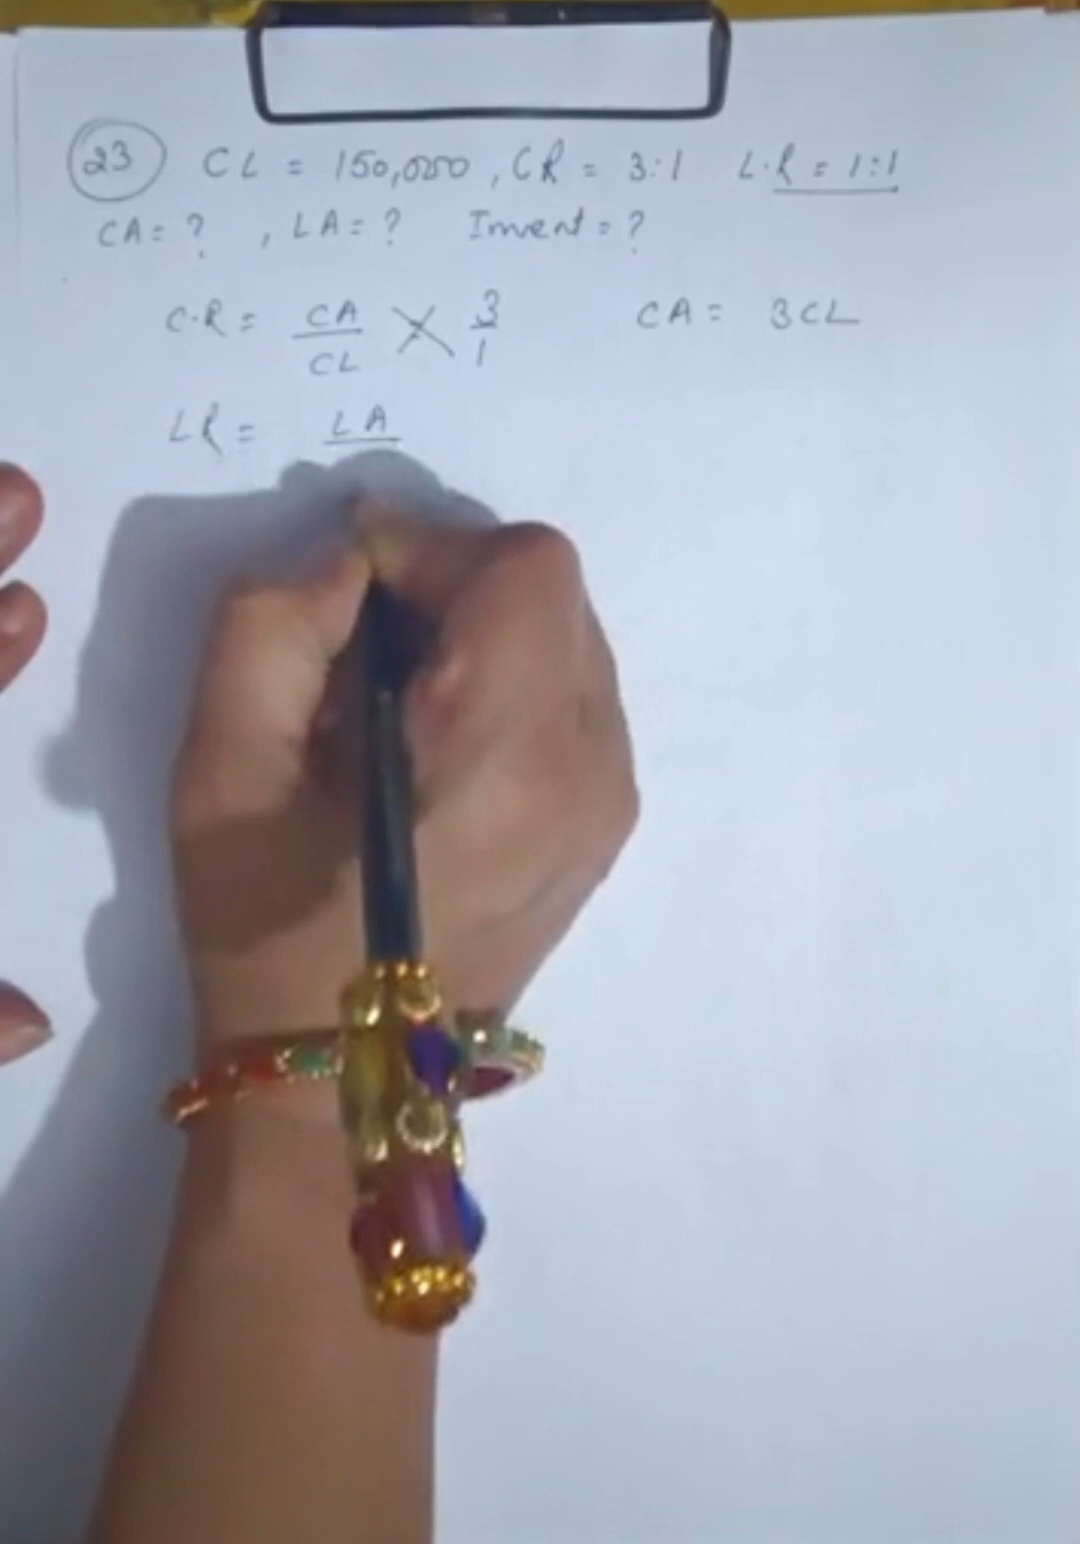 23 CL = 150,000, CR = 3:1 L.R = 1:1
CA = ? , LA = ? Invent = ?
C.R = CA/CL × 3/1 CA = 3CL
LR = LA